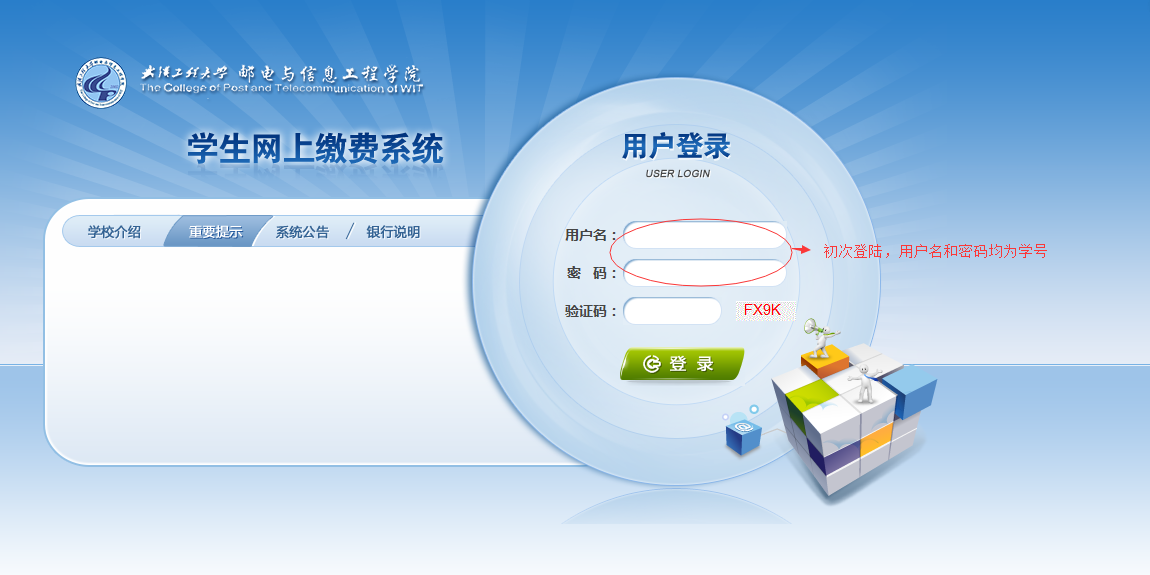 武汉工程大学 邮电与信息工程学院
The College of Post and Telecommunication of WIT
学生网上缴费系统
用户登录
USER LOGIN
学校介绍 重要提示 系统公告 / 银行说明
用户名：
密 码：
初次登陆，用户名和密码均为学号
验证码： FX9K
登 录
@